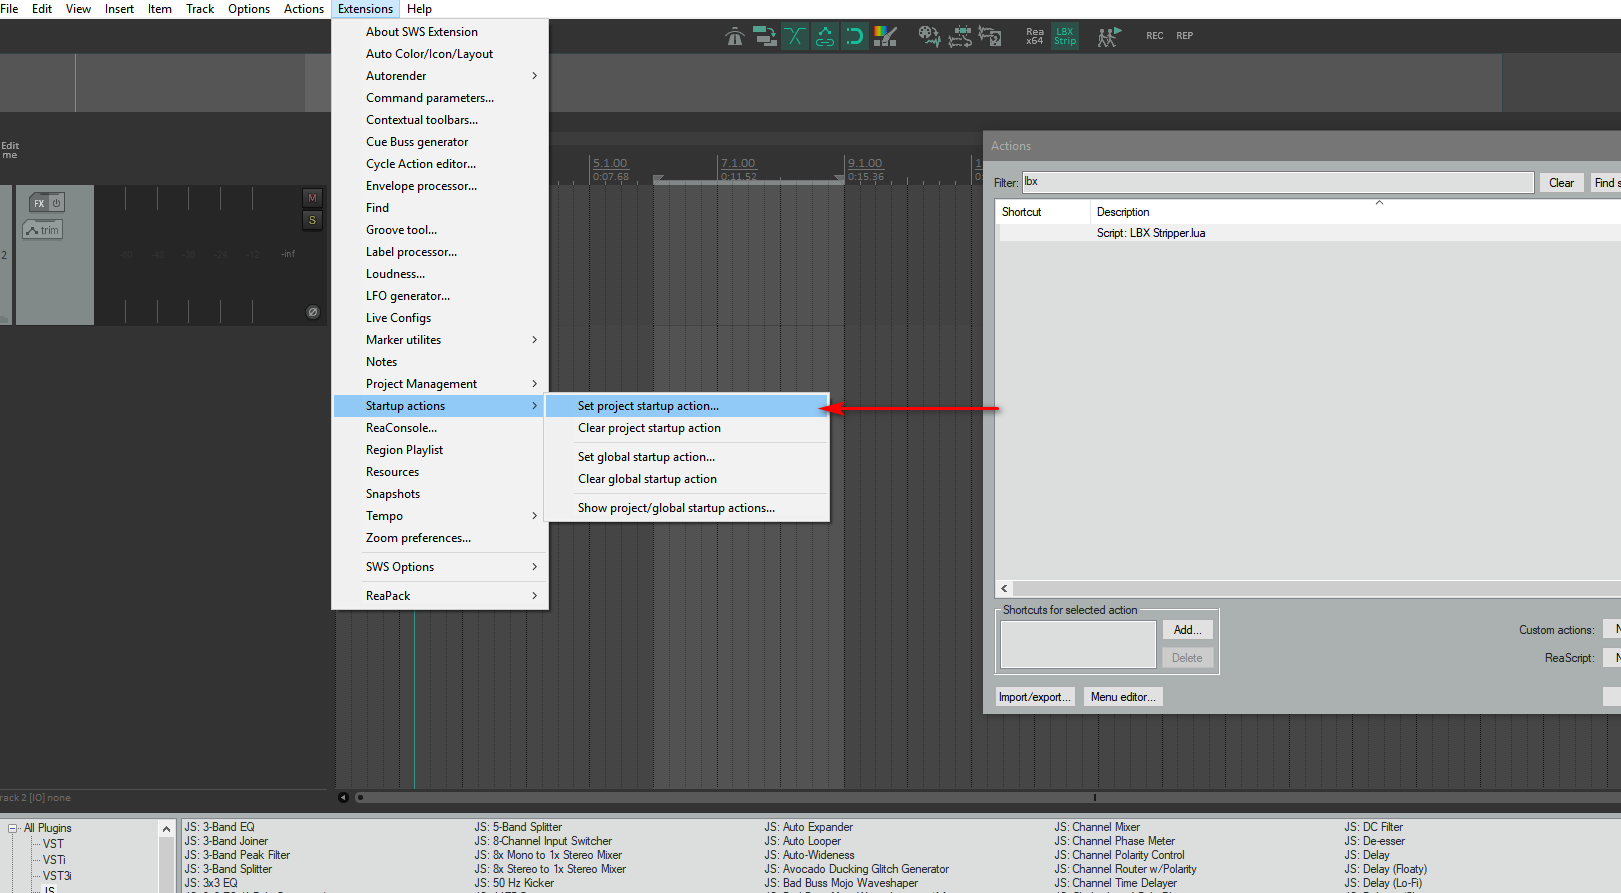 File Edit View Insert Item Track Options Actions Extensions Help
About SWS Extension
Auto Color/Icon/Layout
Autorender
Command parameters...
Contextual toolbars...
Cue Buss generator
Cycle Action editor...
Envelope processor...
Find
Groove tool...
Label processor...
Loudness...
LFO generator...
Live Configs
Marker utilites
Notes
Project Management
Startup actions
ReaConsole...
Region Playlist
Resources
Snapshots
Tempo
Zoom preferences...
SWS Options
ReaPack
Set project startup action...
Clear project startup action
Set global startup action...
Clear global startup action
Show project/global startup actions...
Rea
x64
LBX
Strip
REC REP
Edit
me
5.1.00 7.1.00 9.1.00
0:07.68 0:11.52 0:15.36
2
FX
trim
M
S
-inf
Actions
Filter: lbx Clear Find s
Shortcut Description
Script: LBX Stripper.lua
Shortcuts for selected action
Add...
Delete
Custom actions: N
ReaScript: N
Import/export... Menu editor...
rack 2 [IO] none
All Plugins
VST
VSTi
VST3i
JS
JS: 3-Band EQ
JS: 3-Band Joiner
JS: 3-Band Peak Filter
JS: 3-Band Splitter
JS: 3x3 EQ
JS: 5-Band Splitter
JS: 8-Channel Input Switcher
JS: 8x Mono to 1x Stereo Mixer
JS: 8x Stereo to 1x Stereo Mixer
JS: 50 Hz Kicker
JS: Auto Expander
JS: Auto Looper
JS: Auto-Wideness
JS: Avocado Ducking Glitch Generator
JS: Bad Buss Mojo Waveshaper
JS: Channel Mixer
JS: Channel Phase Meter
JS: Channel Polarity Control
JS: Channel Router w/Polarity
JS: Channel Time Delayer
JS: DC Filter
JS: De-esser
JS: Delay
JS: Delay (Floaty)
JS: Delay (Lo-Fi)